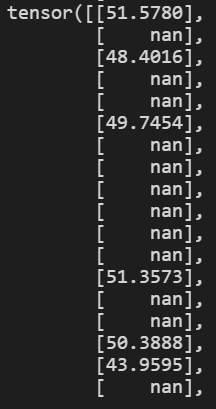 tensor([[51.5780],
[    nan],
[48.4016],
[    nan],
[    nan],
[49.7454],
[    nan],
[    nan],
[    nan],
[    nan],
[    nan],
[    nan],
[51.3573],
[    nan],
[    nan],
[50.3888],
[43.9595],
[    nan],